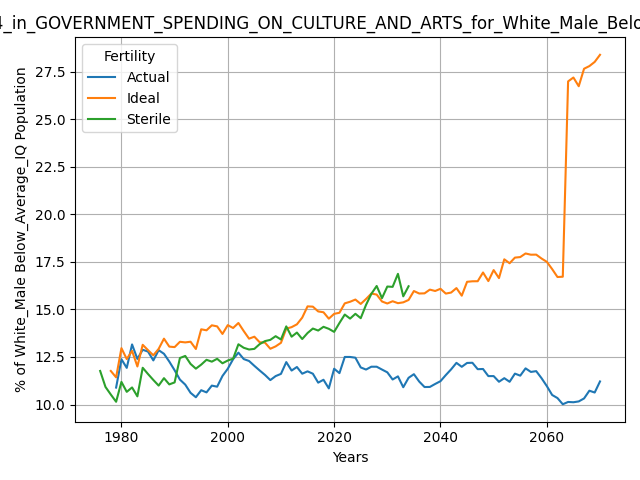 4_in_GOVERNMENT_SPENDING_ON_CULTURE_AND_ARTS_for_White_Male_Belo
Fertility
Actual
Ideal
Sterile
% of White_Male Below_Average_IQ Population
27.5
25.0
22.5
20.0
17.5
15.0
12.5
10.0
1980
2000
2020
2040
2060
Years